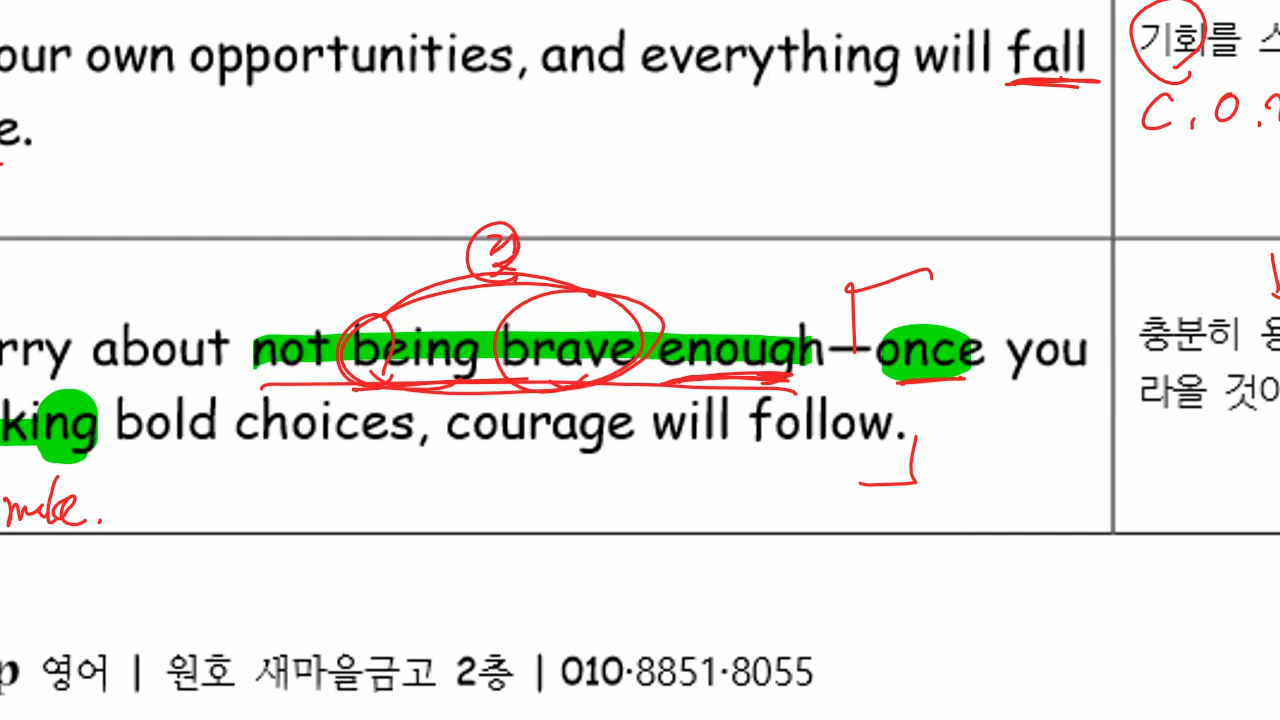 our own opportunities, and everything will fall
e.
기회를 스
C, O.
②
rry about not being brave enough—once you
king bold choices, courage will follow.
make.
충분히 용
라올 것이
p 영어 | 원호 새마을금고 2층 | 010·8851·8055